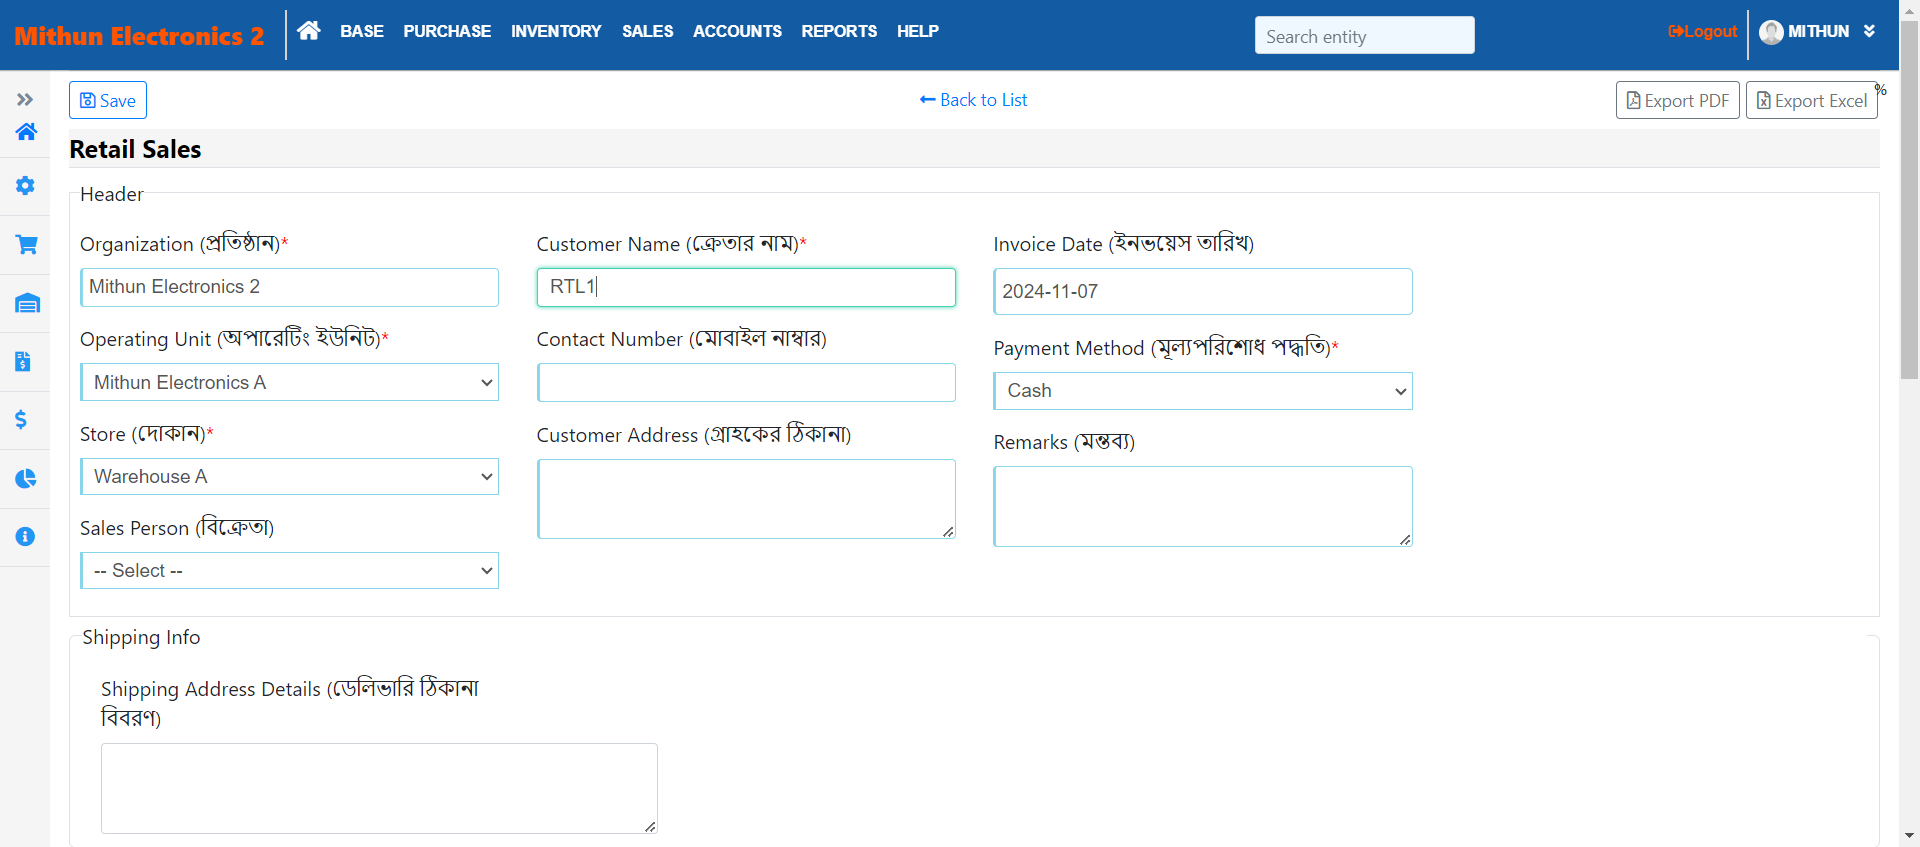 Mithun Electronics 2
BASE PURCHASE INVENTORY SALES ACCOUNTS REPORTS HELP
Search entity
Logout
MITHUN
Save
Back to List
Export PDF
Export Excel
%
Retail Sales
Header
Organization (প্রতিষ্ঠান)*
Mithun Electronics 2
Operating Unit (অপারেটিং ইউনিট)*
Mithun Electronics A
Store (দোকান)*
Warehouse A
Sales Person (বিক্রেতা)
-- Select --
Customer Name (ক্রেতার নাম)*
RTL1
Contact Number (মোবাইল নাম্বার)
Customer Address (গ্রাহকের ঠিকানা)
Invoice Date (ইনভয়েস তারিখ)
2024-11-07
Payment Method (মূল্যপরিশোধ পদ্ধতি)*
Cash
Remarks (মন্তব্য)
Shipping Info
Shipping Address Details (ডেলিভারি ঠিকানা
বিবরণ)